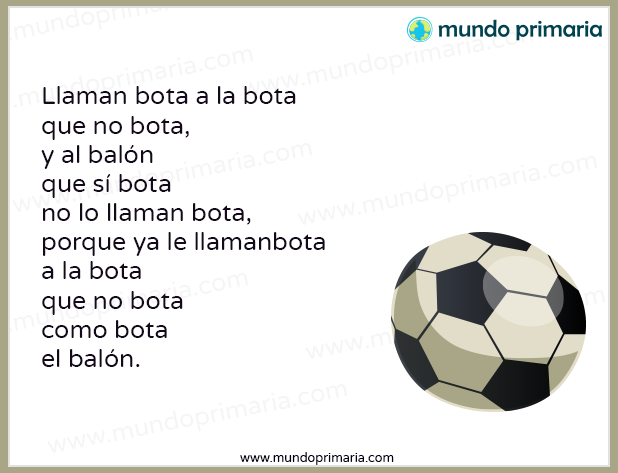 mundo primaria
Llaman bota a la bota
que no bota,
y al balón
que sí bota
no lo llaman bota,
porque ya le llamanbota
a la bota
que no bota
como bota
el balón.
www.mundoprimaria.com